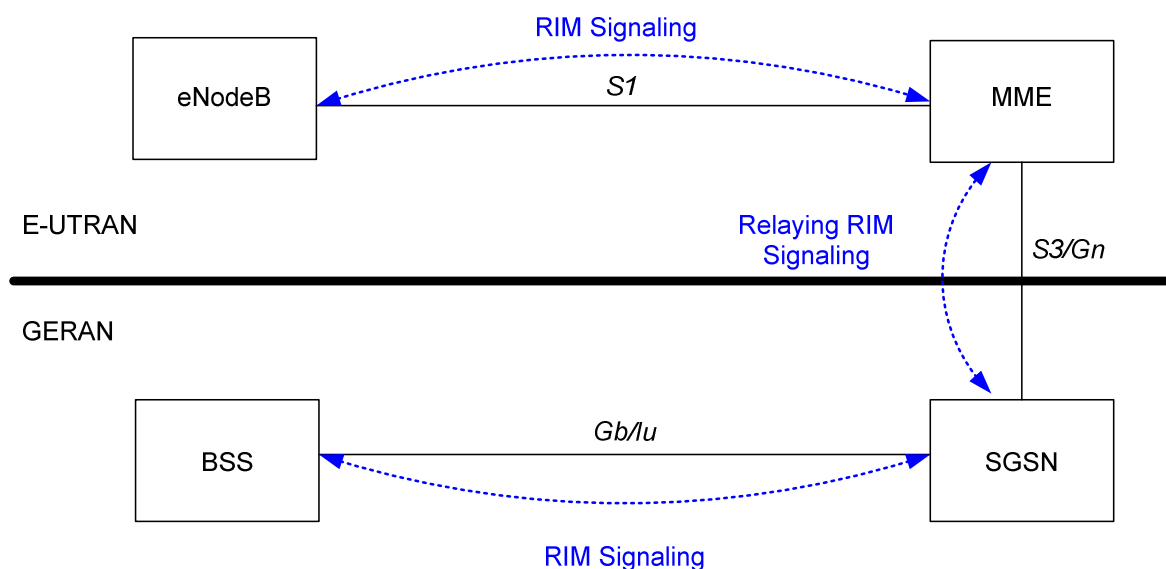 RIM Signaling
eNodeB
S1
MME
E-UTRAN
Relaying RIM
Signaling
S3/Gn
GERAN
BSS
Gb/Iu
SGSN
RIM Signaling